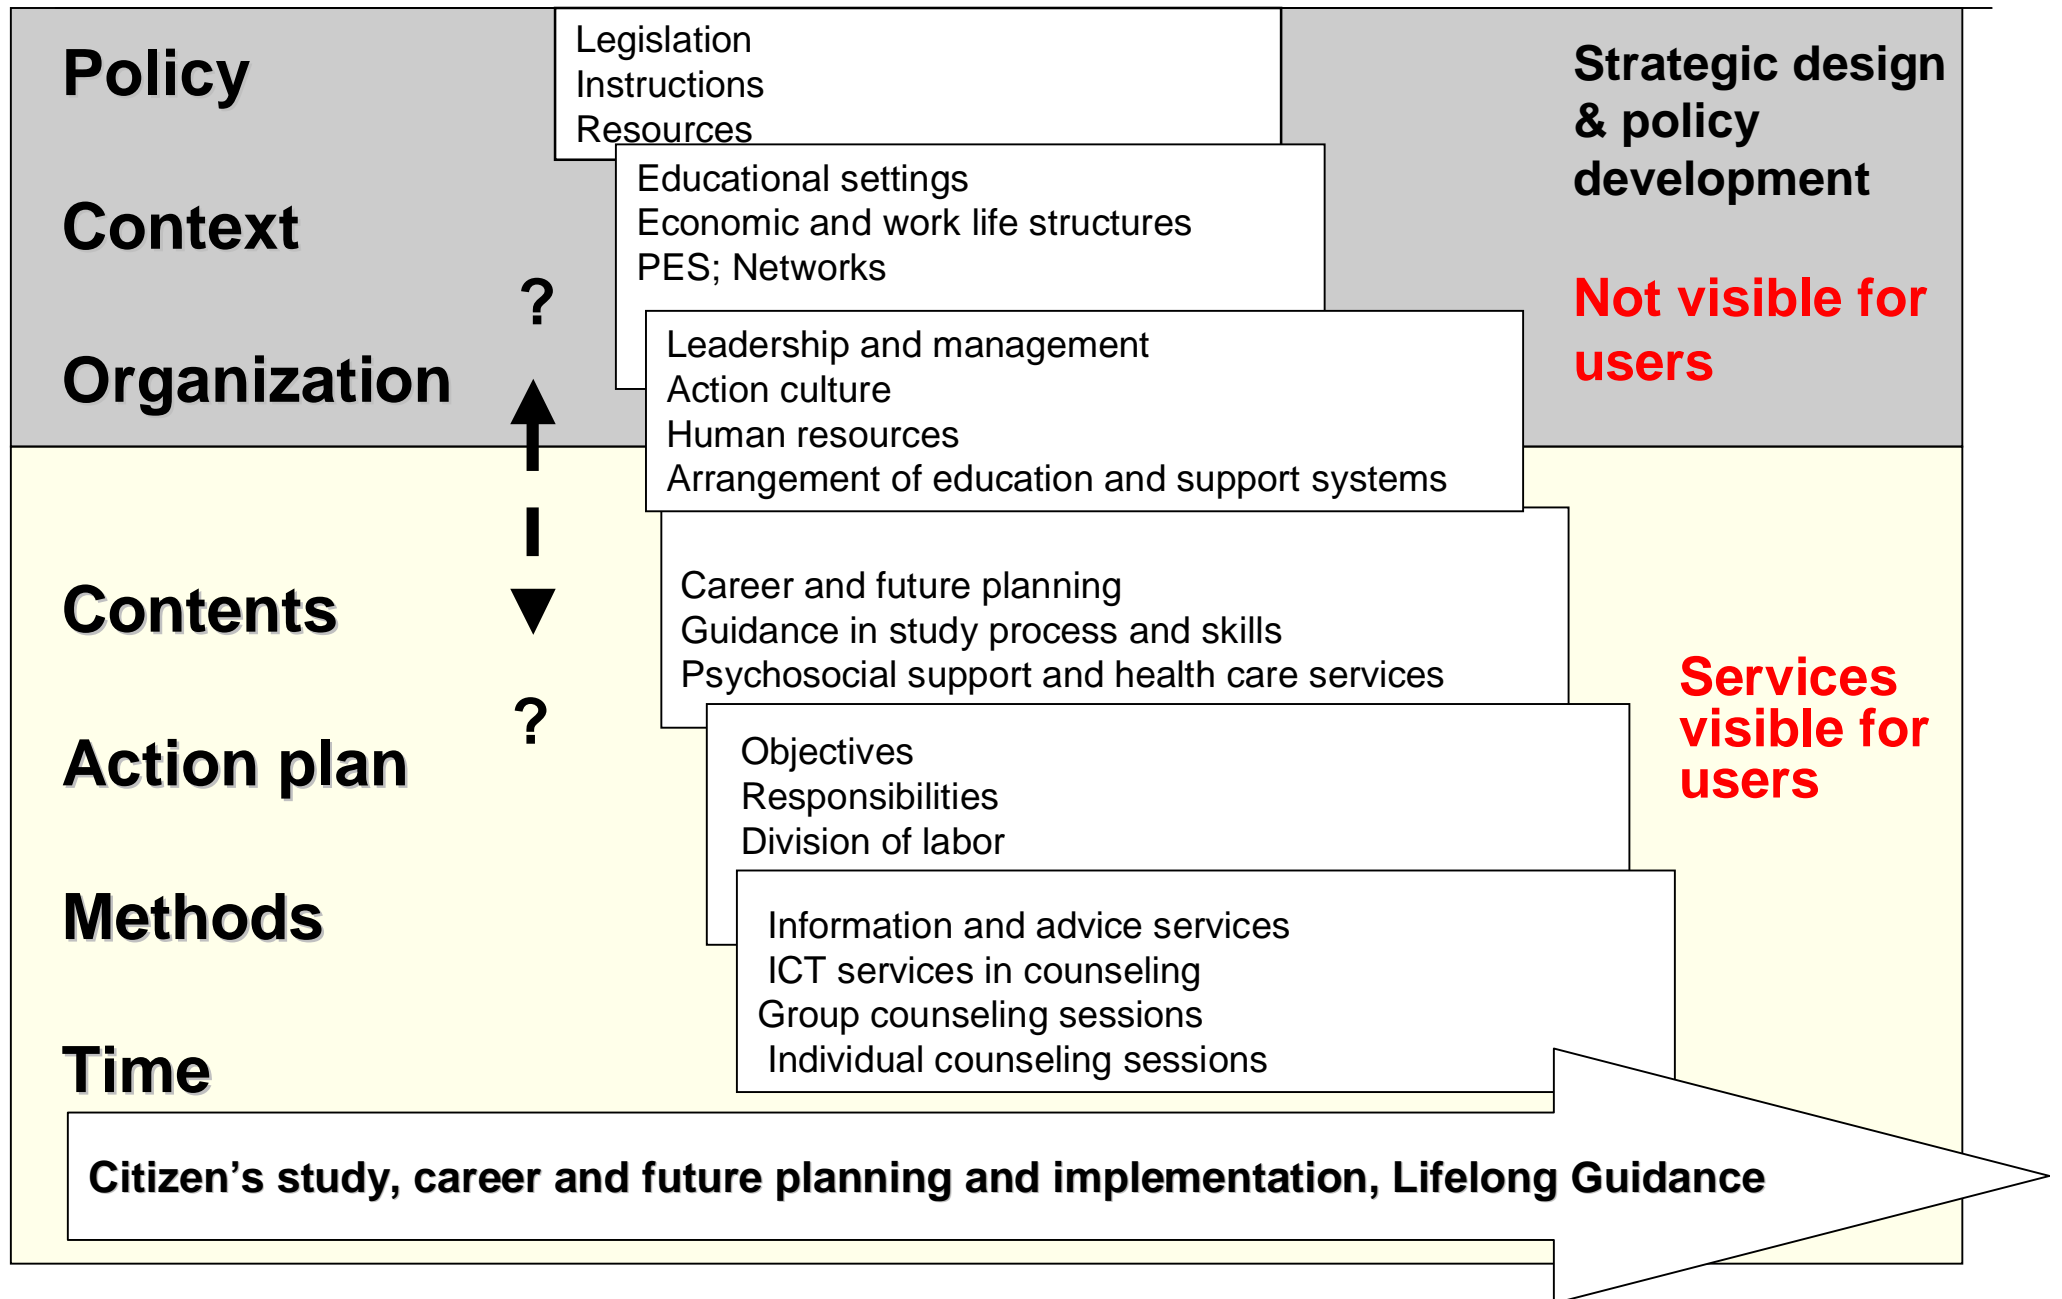 Policy
Legislation
Instructions
Resources
Strategic design
& policy
development
Context
Educational settings
Economic and work life structures
PES; Networks
?
Not visible for
users
Organization
Leadership and management
Action culture
Human resources
Arrangement of education and support systems
Contents
Career and future planning
Guidance in study process and skills
Psychosocial support and health care services
Services
visible for
users
?
Action plan
Objectives
Responsibilities
Division of labor
Methods
Information and advice services
ICT services in counseling
Group counseling sessions
Individual counseling sessions
Time
Citizen’s study, career and future planning and implementation, Lifelong Guidance